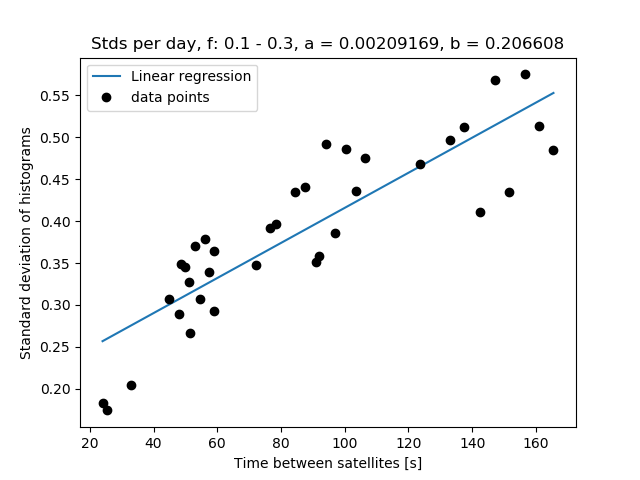 Stds per day, f: 0.1 - 0.3, a = 0.00209169, b = 0.206608
Linear regression
data points
Standard deviation of histograms
0.55
0.50
0.45
0.40
0.35
0.30
0.25
0.20
20 40 60 80 100 120 140 160
Time between satellites [s]